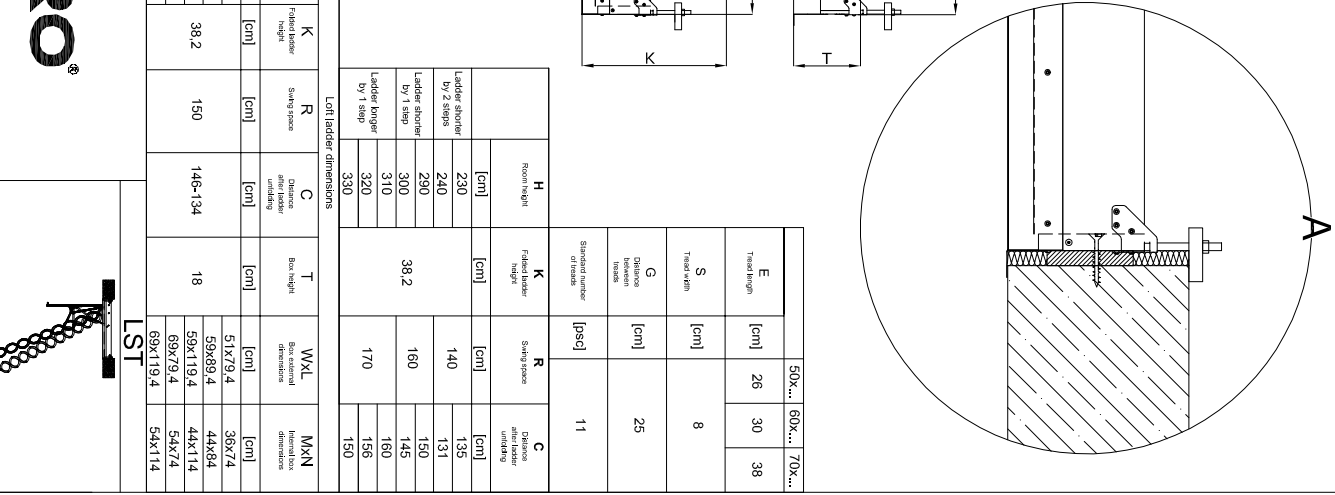 A
K
T
50x... 60x... 70x...
E
Tread length
[cm] 26 30 38
S
Tread width
[cm] 8
G
Distance
between
treads
[cm] 25
Standard number
of treads
[psc] 11
H
Room height
K
Folded ladder
height
R
Swing space
C
Distance
after ladder
unfolding
[cm] [cm] [cm] [cm]
Ladder shorter
by 2 steps
230 140 135
240 131
Ladder shorter
by 1 step
290 38,2 160 150
300 145
Ladder longer
by 1 step
310 170 160
320 156
330 150
Loft ladder dimensions
K
Folded ladder
height
R
Swing space
C
Distance
after ladder
unfolding
T
Box height
WxL
Box external
dimensions
MxN
Internal box
dimensions
[cm] [cm] [cm] [cm] [cm] [cm]
51x79,4 36x74
59x89,4 44x84
38,2 150 146-134 18 59x119,4 44x114
69x79,4 54x74
69x119,4 54x114
LST
RO®